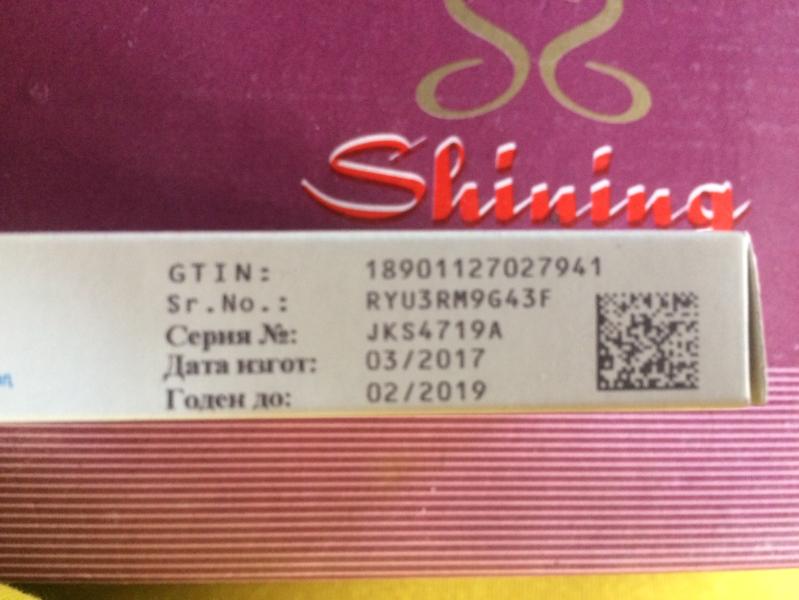 Shining
GTIN: 18901127027941
Sr.No.: RYU3RM9G43F
Серия №: JKS4719A
Дата изгот: 03/2017
Годен до: 02/2019